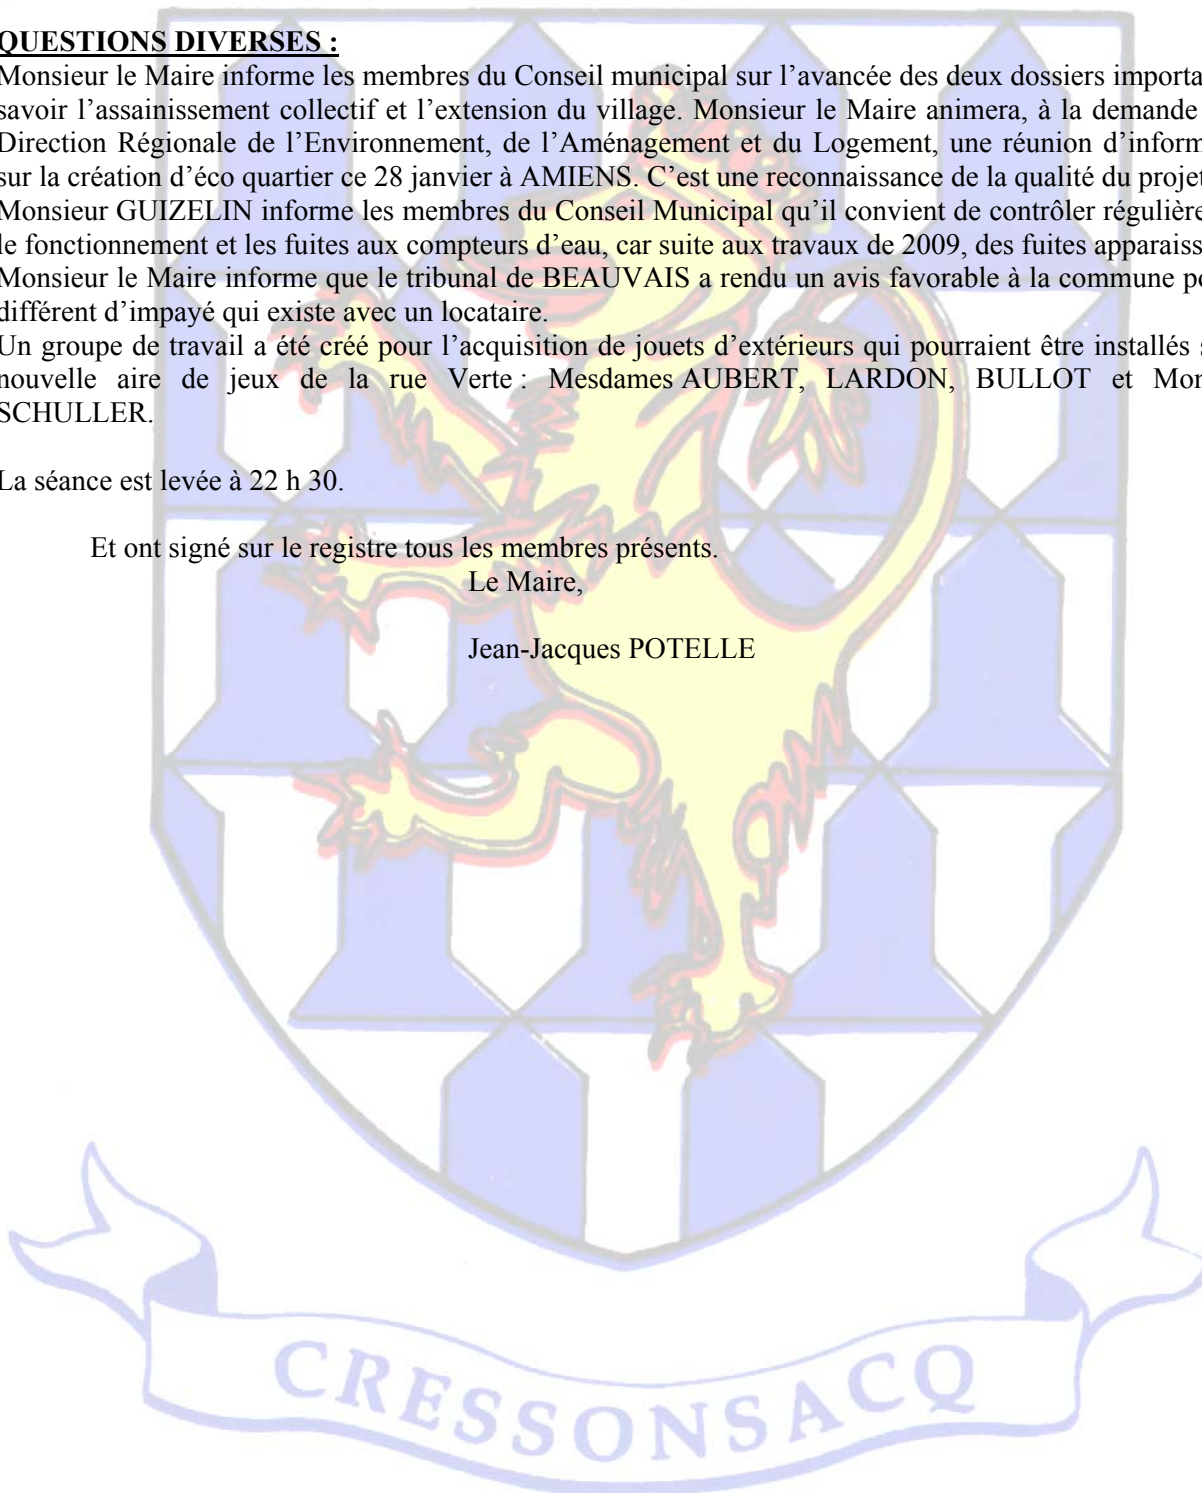 QUESTIONS DIVERSES :
Monsieur le Maire informe les membres du Conseil municipal sur l’avancée des deux dossiers importa
savoir l’assainissement collectif et l’extension du village. Monsieur le Maire animera, à la demande
Direction Régionale de l’Environnement, de l’Aménagement et du Logement, une réunion d’inform
sur la création d’éco quartier ce 28 janvier à AMIENS. C’est une reconnaissance de la qualité du projet
Monsieur GUIZELIN informe les membres du Conseil Municipal qu’il convient de contrôler régulière
le fonctionnement et les fuites aux compteurs d’eau, car suite aux travaux de 2009, des fuites apparaiss
Monsieur le Maire informe que le tribunal de BEAUVAIS a rendu un avis favorable à la commune po
différent d’impayé qui existe avec un locataire.
Un groupe de travail a été créé pour l’acquisition de jouets d’extérieurs qui pourraient être installés s
nouvelle aire de jeux de la rue Verte : Mesdames AUBERT, LARDON, BULLOT et Mon
SCHULLER.
La séance est levée à 22 h 30.
Et ont signé sur le registre tous les membres présents.
Le Maire,
Jean-Jacques POTELLE
CRESSONSACQ